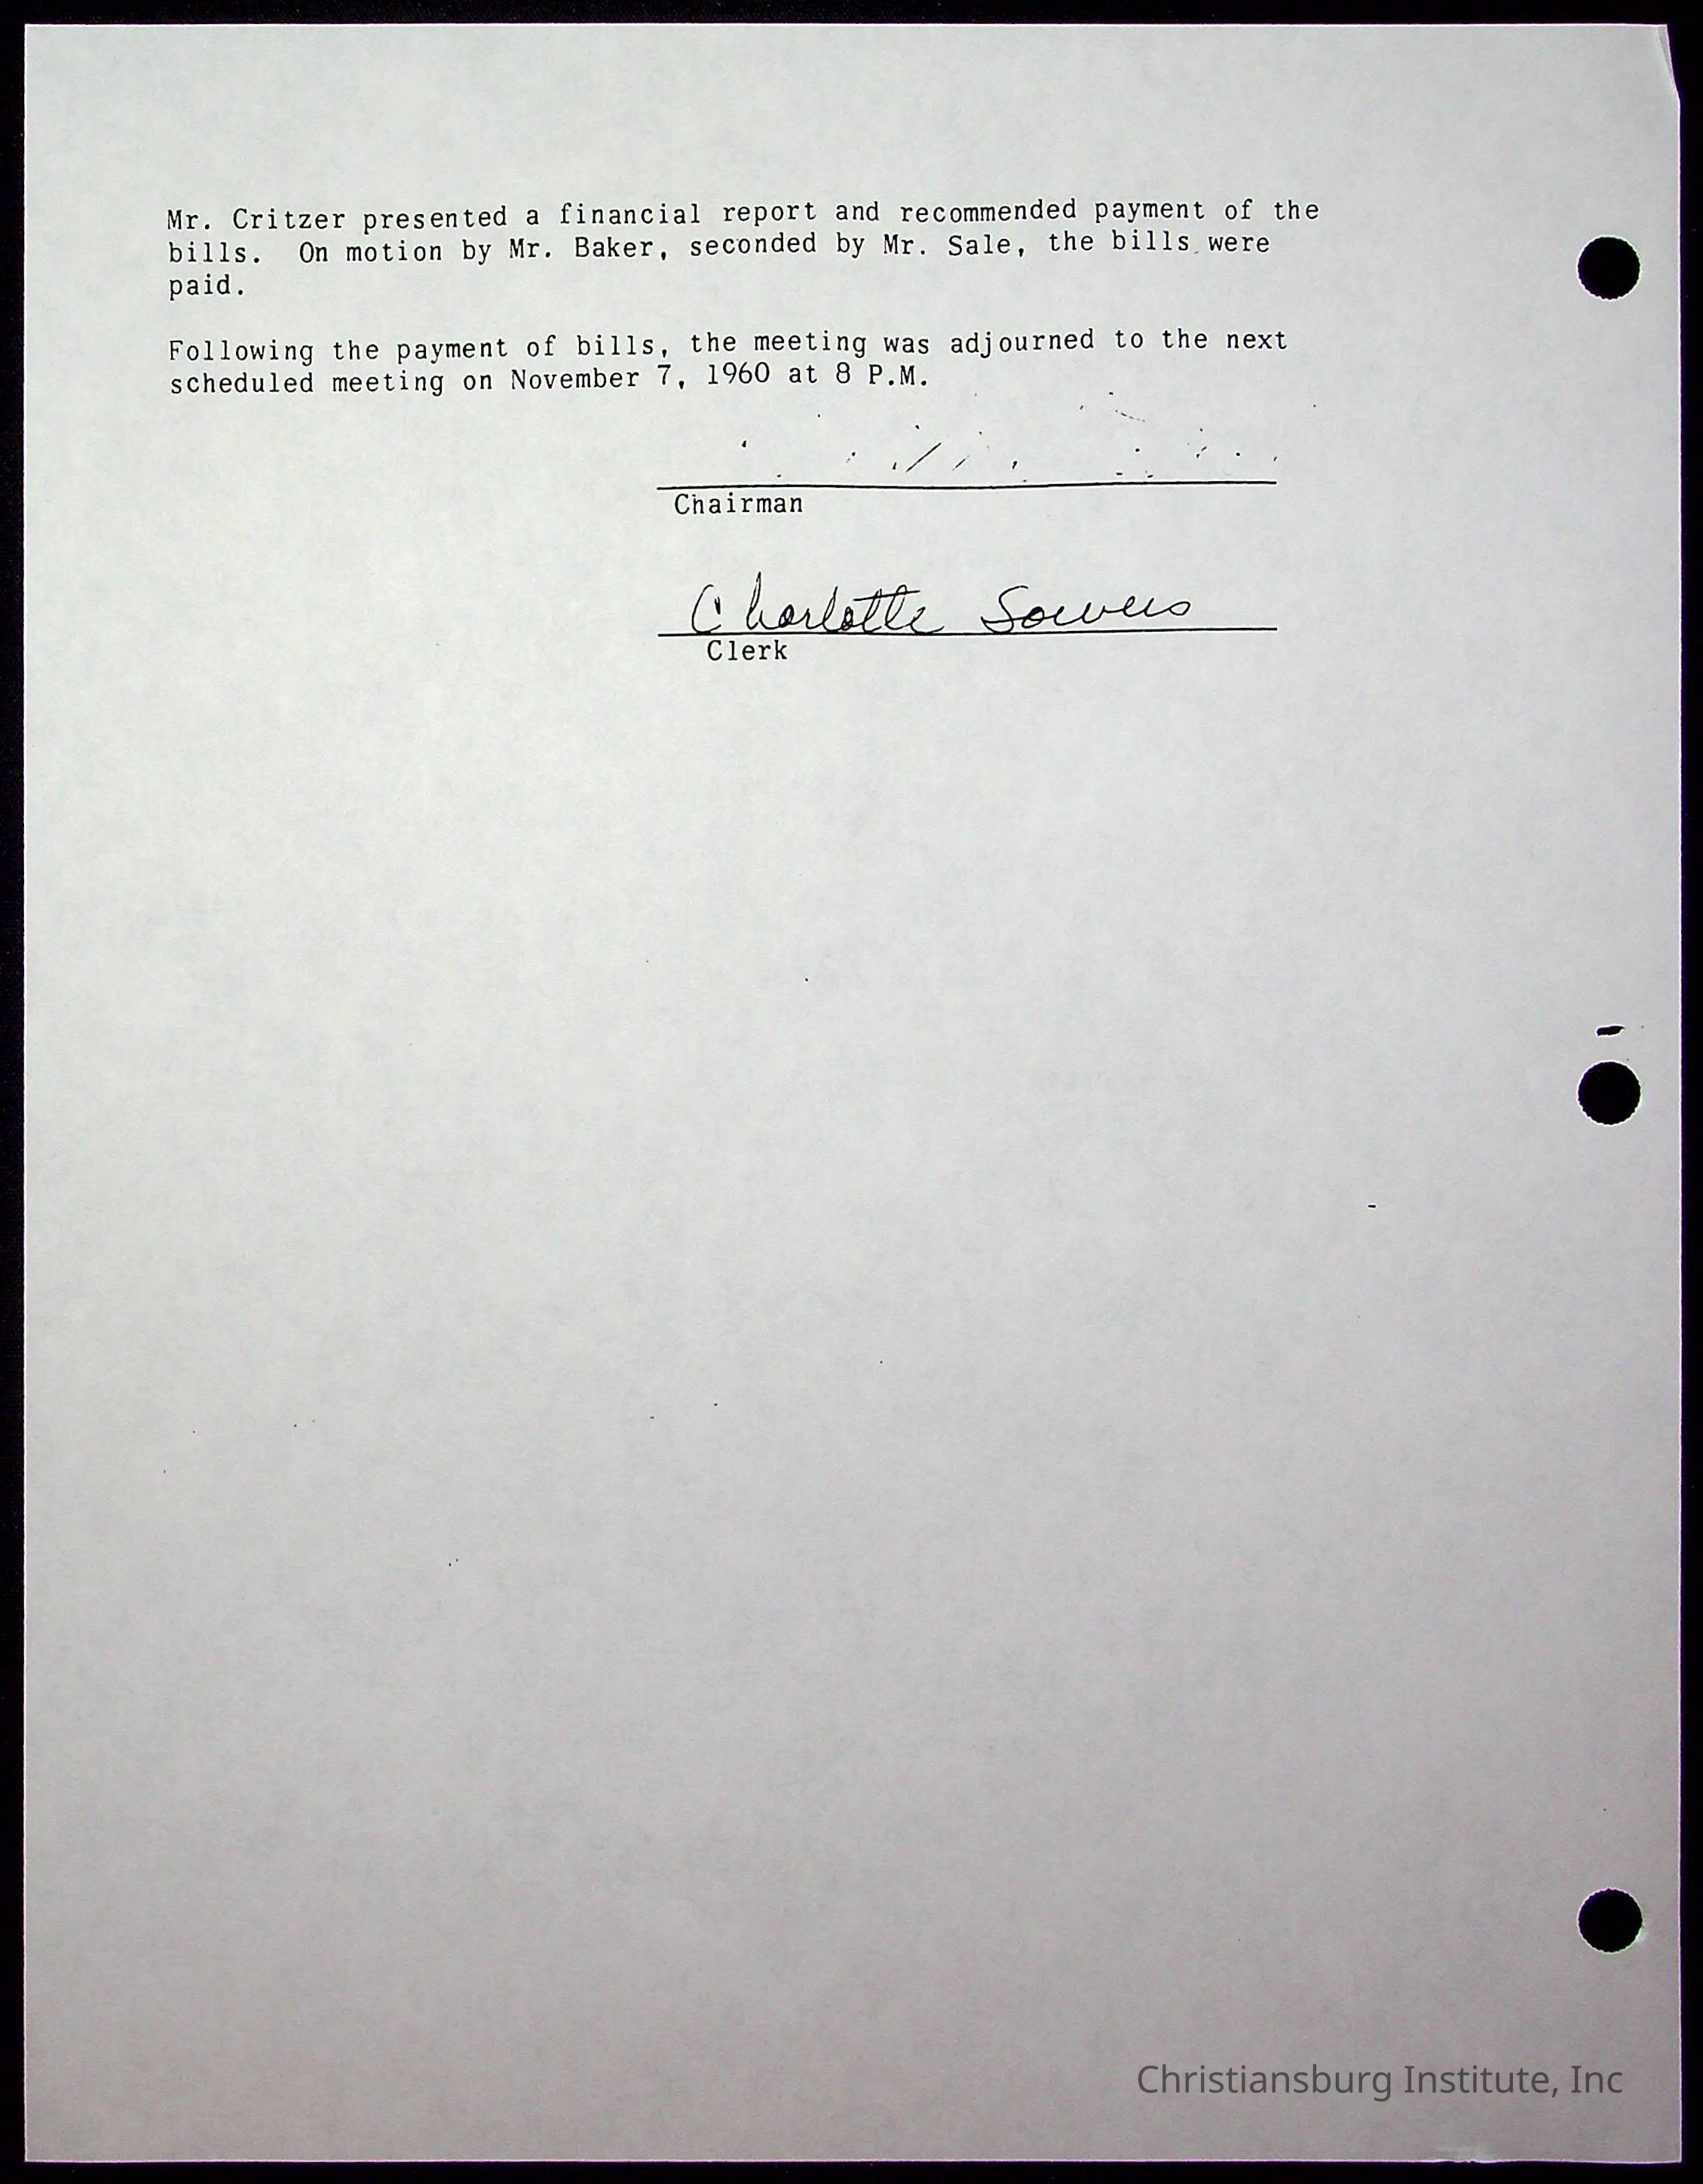 Mr. Critzer presented a financial report and recommended payment of the
bills.  On motion by Mr. Baker, seconded by Mr. Sale, the bills were
paid.
Following the payment of bills, the meeting was adjourned to the next
scheduled meeting on November 7, 1960 at 8 P.M.
Chairman
Charlotte Sowers
Clerk
Christiansburg Institute, Inc